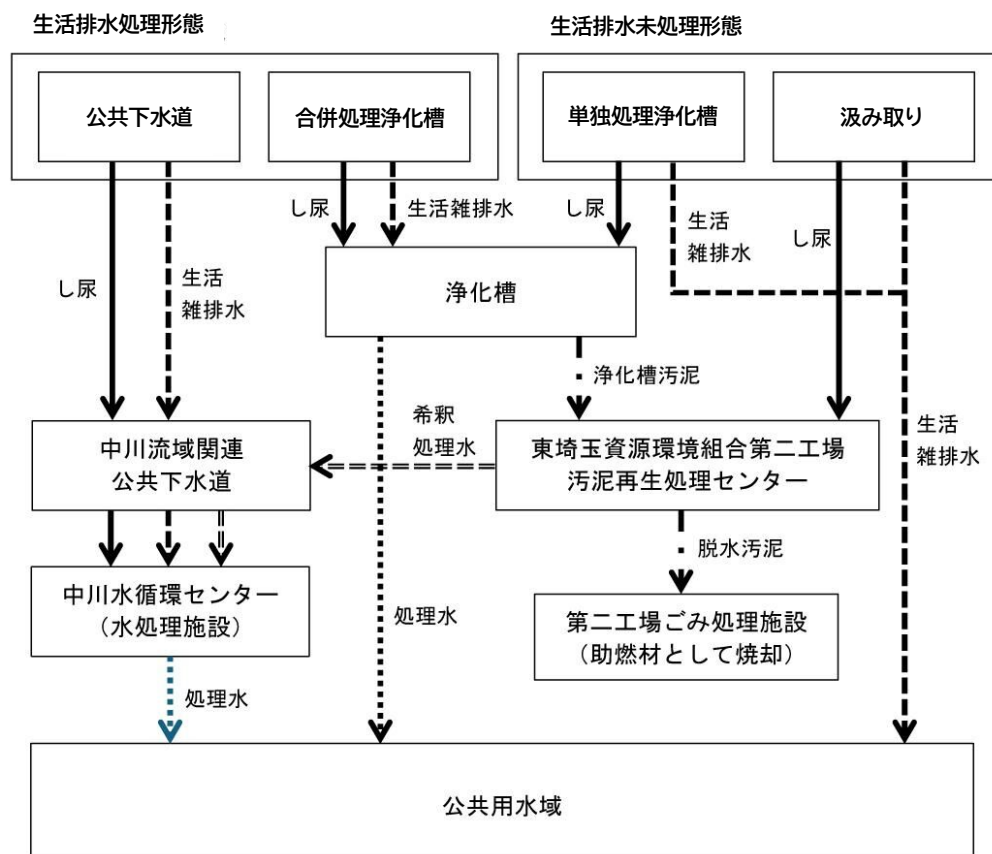 生活排水処理形態
生活排水未処理形態
公共下水道
合併処理浄化槽
単独処理浄化槽
汲み取り
し尿
生活雑排水
し尿
生活
雑排水
し尿
し尿
生活
雑排水
浄化槽
浄化槽汚泥
希釈
処理水
生活
雑排水
中川流域関連
公共下水道
東埼玉資源環境組合第二工場
汚泥再生処理センター
脱水汚泥
中川水循環センター
（水処理施設）
処理水
第二工場ごみ処理施設
（助燃材として焼却）
処理水
公共用水域